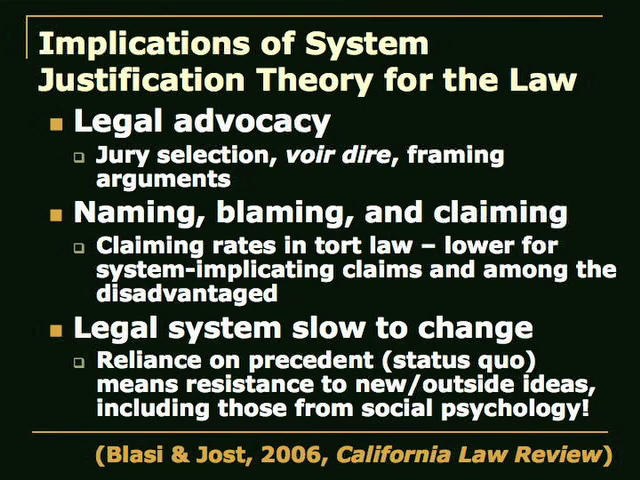 Implications of System
Justification Theory for the Law
Legal advocacy
Jury selection, voir dire, framing
arguments
Naming, blaming, and claiming
Claiming rates in tort law – lower for
system-implicating claims and among the
disadvantaged
Legal system slow to change
Reliance on precedent (status quo)
means resistance to new/outside ideas,
including those from social psychology!
(Blasi & Jost, 2006, California Law Review)